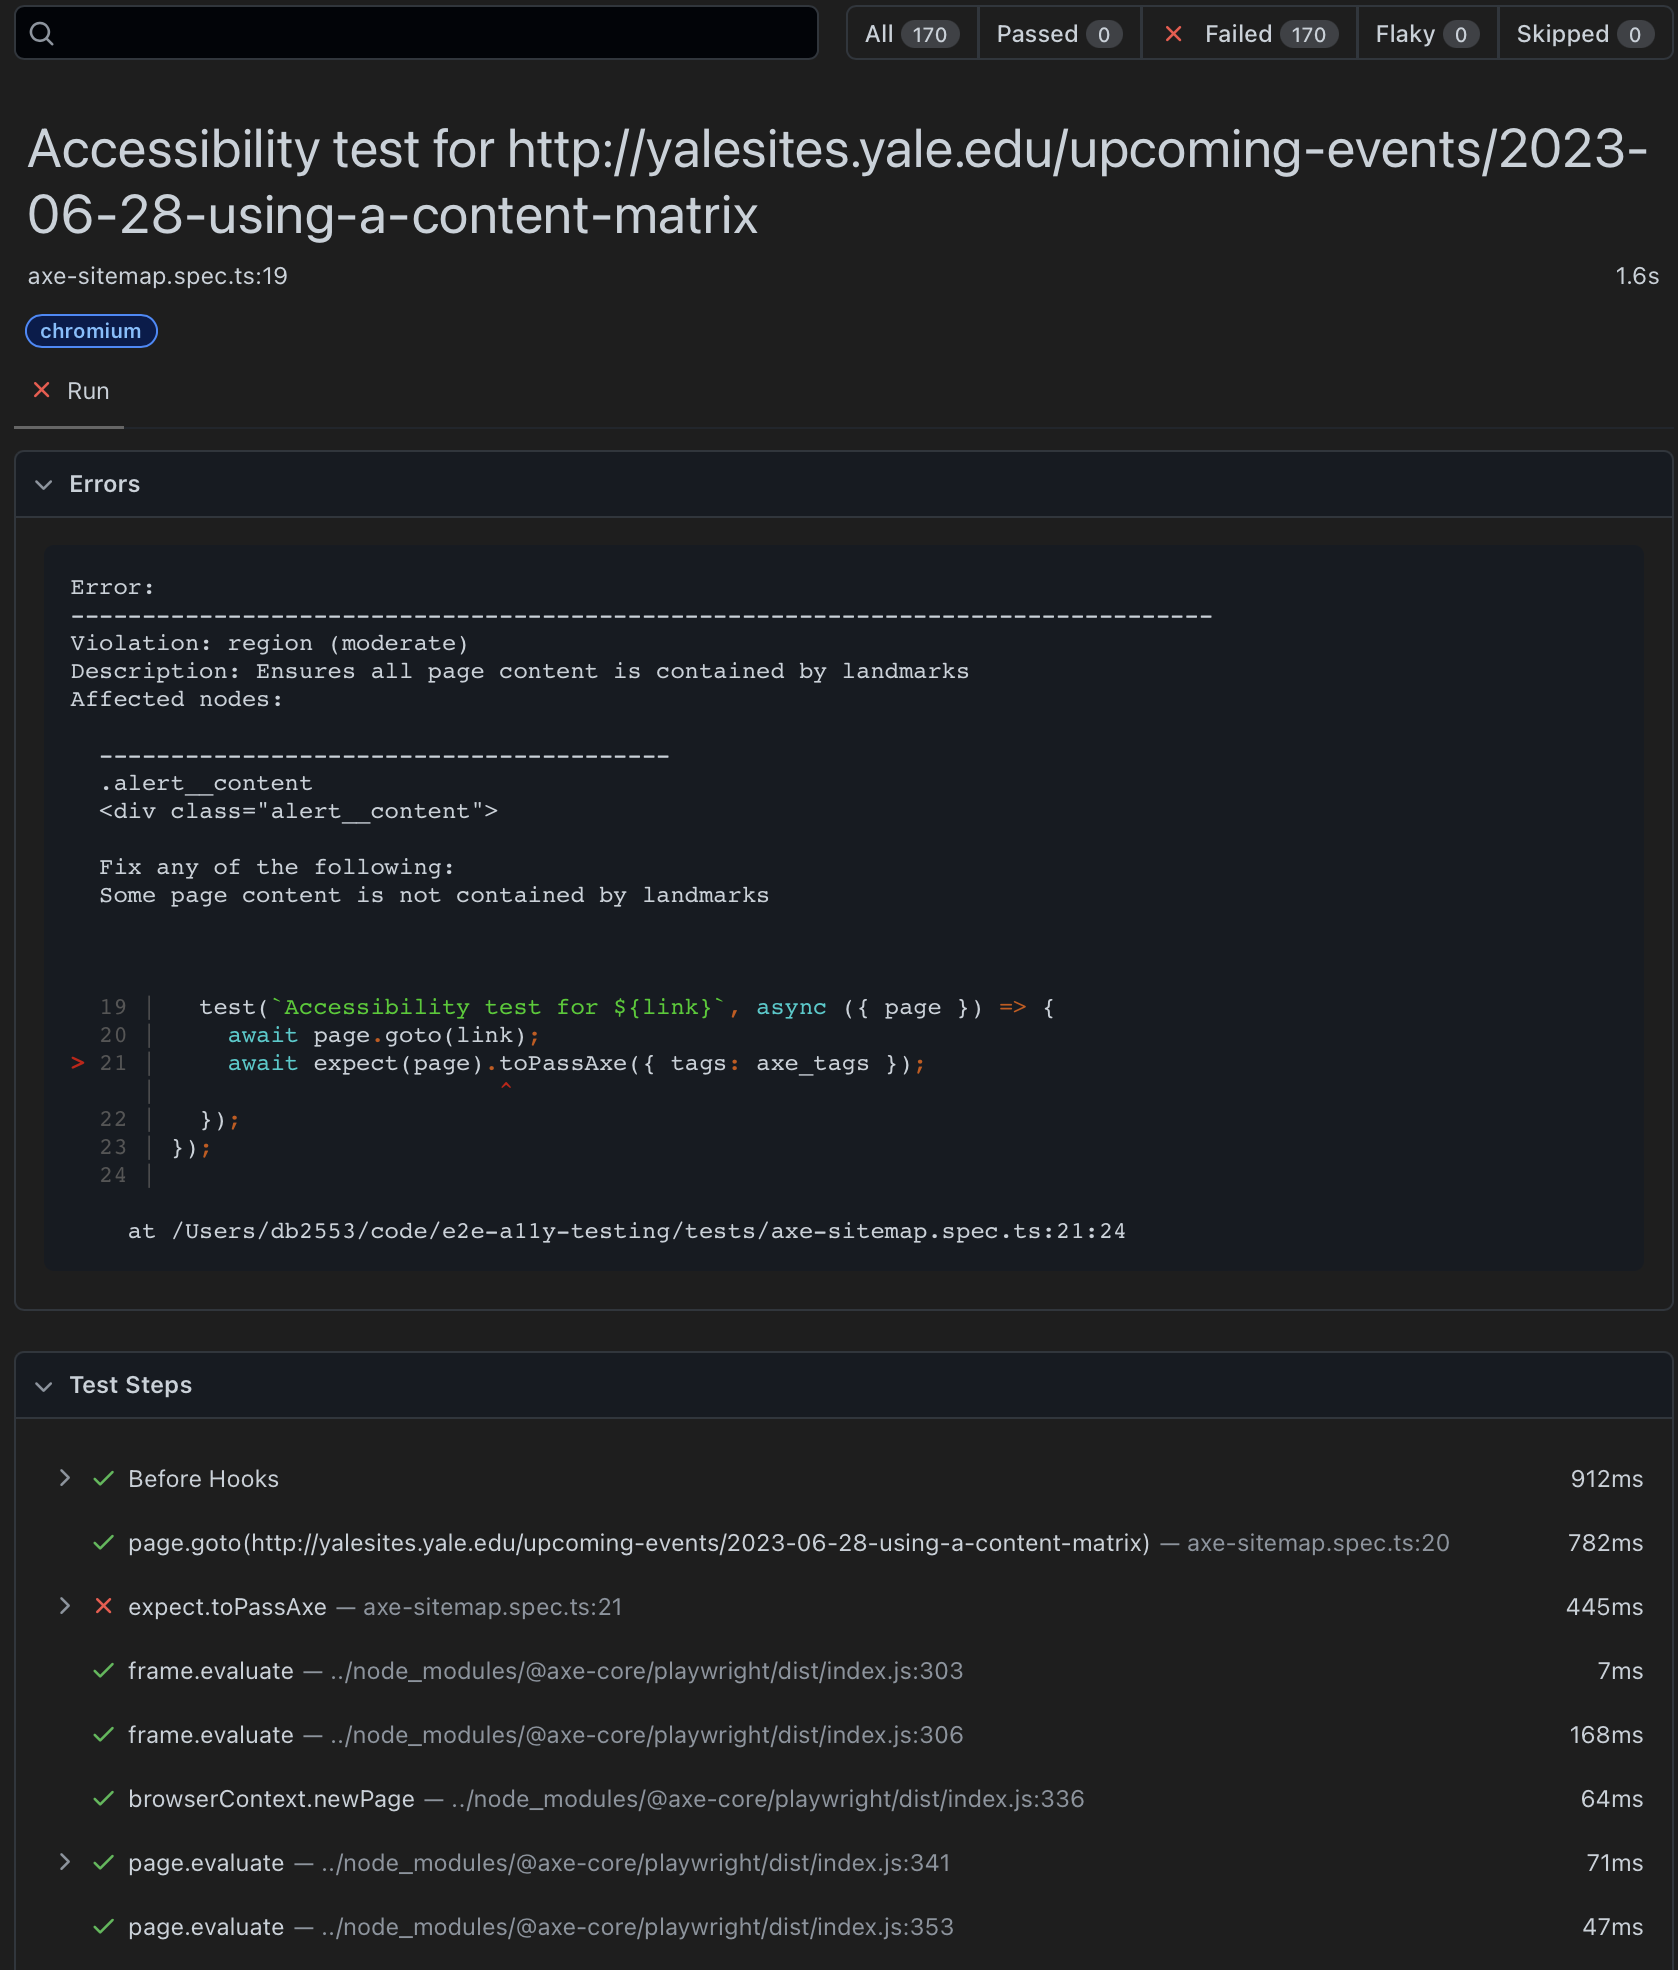 All 170 Passed 0 Failed 170 Flaky 0 Skipped 0
Accessibility test for http://yalesites.yale.edu/upcoming-events/2023-
06-28-using-a-content-matrix
axe-sitemap.spec.ts:19 1.6s
chromium
Run
Errors
Error:
--------------------------------------------------------------------------------
Violation: region (moderate)
Description: Ensures all page content is contained by landmarks
Affected nodes:
----------------------------------------
.alert__content
<div class="alert__content">
Fix any of the following:
Some page content is not contained by landmarks
19 | test(`Accessibility test for ${link}`, async ({ page }) => {
20 | await page.goto(link);
> 21 | await expect(page).toPassAxe({ tags: axe_tags });
| ^
22 | });
23 | });
24 |
at /Users/db2553/code/e2e-a11y-testing/tests/axe-sitemap.spec.ts:21:24
Test Steps
Before Hooks 912ms
page.goto(http://yalesites.yale.edu/upcoming-events/2023-06-28-using-a-content-matrix) — axe-sitemap.spec.ts:20 782ms
expect.toPassAxe — axe-sitemap.spec.ts:21 445ms
frame.evaluate — ../node_modules/@axe-core/playwright/dist/index.js:303 7ms
frame.evaluate — ../node_modules/@axe-core/playwright/dist/index.js:306 168ms
browserContext.newPage — ../node_modules/@axe-core/playwright/dist/index.js:336 64ms
page.evaluate — ../node_modules/@axe-core/playwright/dist/index.js:341 71ms
page.evaluate — ../node_modules/@axe-core/playwright/dist/index.js:353 47ms